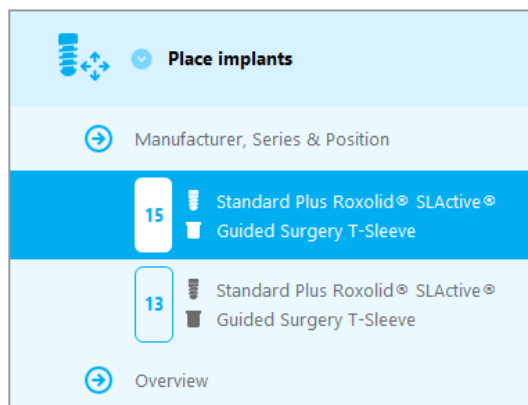 Place implants
Manufacturer, Series & Position
15
Standard Plus Roxolid® SLActive®
Guided Surgery T-Sleeve
13
Standard Plus Roxolid® SLActive®
Guided Surgery T-Sleeve
Overview